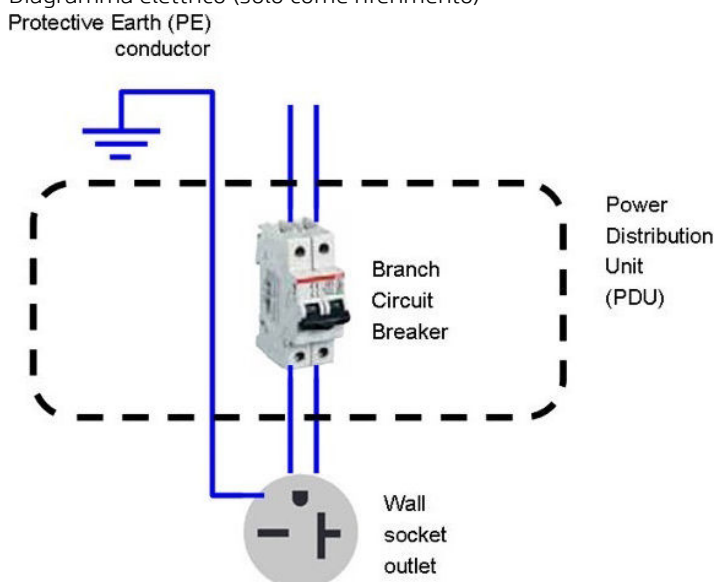 Diagramma elettrico (solo come riferimento)
Protective Earth (PE)
conductor
Power
Distribution
Unit
(PDU)
Branch
Circuit
Breaker
Wall
socket
outlet